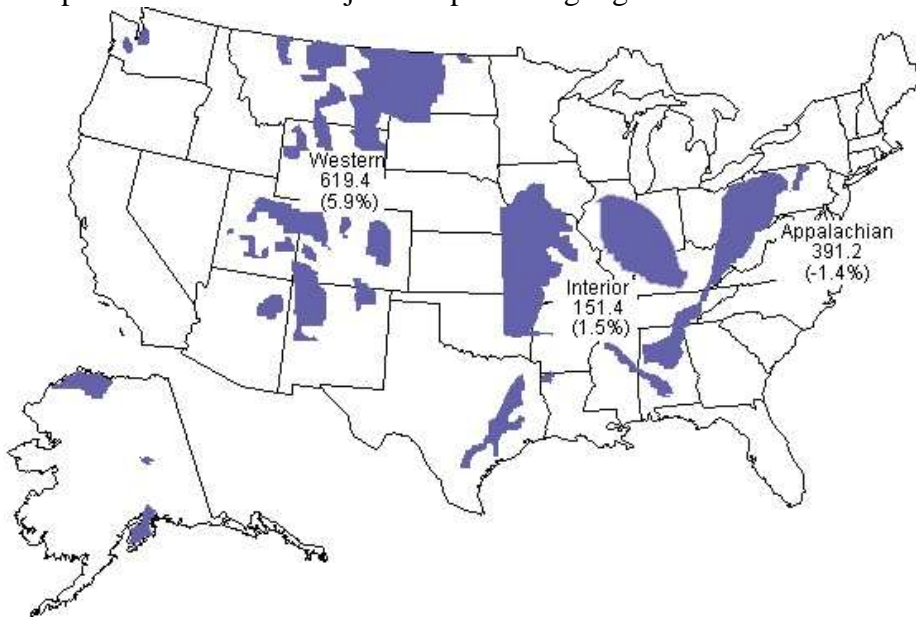 Western
619.4
(5.9%)
Appalachian
391.2
(-1.4%)
Interior
151.4
(1.5%)